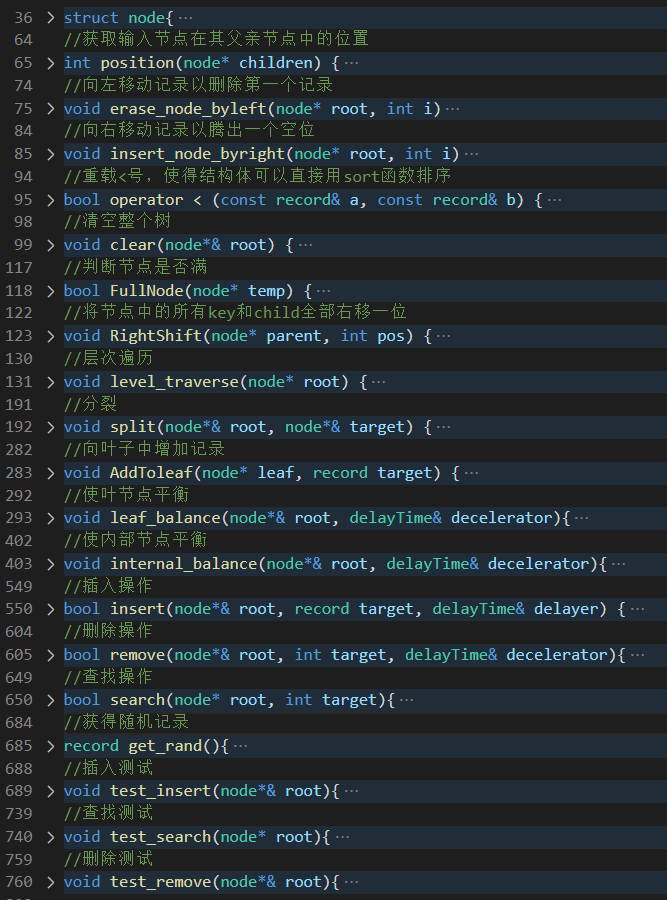 36 > struct node{ ···
64 //获取输入节点在其父亲节点中的位置
65 > int position(node* children) { ···
74 //向左移动记录以删除第一个记录
75 > void erase_node_byleft(node* root, int i) ···
84 //向右移动记录以腾出一个空位
85 > void insert_node_byright(node* root, int i) ···
94 //重载<号，使得结构体可以直接用sort函数排序
95 > bool operator < (const record& a, const record& b) { ···
98 //清空整个树
99 > void clear(node*& root) { ···
117 //判断节点是否满
118 > bool FullNode(node* temp) { ···
122 //将节点中的所有key和child全部右移一位
123 > void RightShift(node* parent, int pos) { ···
130 //层次遍历
131 > void level_traverse(node* root) { ···
191 //分裂
192 > void split(node*& root, node*& target) { ···
282 //向叶子中增加记录
283 > void AddToleaf(node* leaf, record target) { ···
292 //使叶节点平衡
293 > void leaf_balance(node*& root, delayTime& decelerator){ ···
402 //使内部节点平衡
403 > void internal_balance(node*& root, delayTime& decelerator){ ···
549 //插入操作
550 > bool insert(node*& root, record target, delayTime& delayer) { ···
604 //删除操作
605 > bool remove(node*& root, int target, delayTime& decelerator){ ···
649 //查找操作
650 > bool search(node* root, int target){ ···
684 //获得随机记录
685 > record get_rand(){ ···
688 //插入测试
689 > void test_insert(node*& root){ ···
739 //查找测试
740 > void test_search(node* root){ ···
759 //删除测试
760 > void test_remove(node*& root){ ···